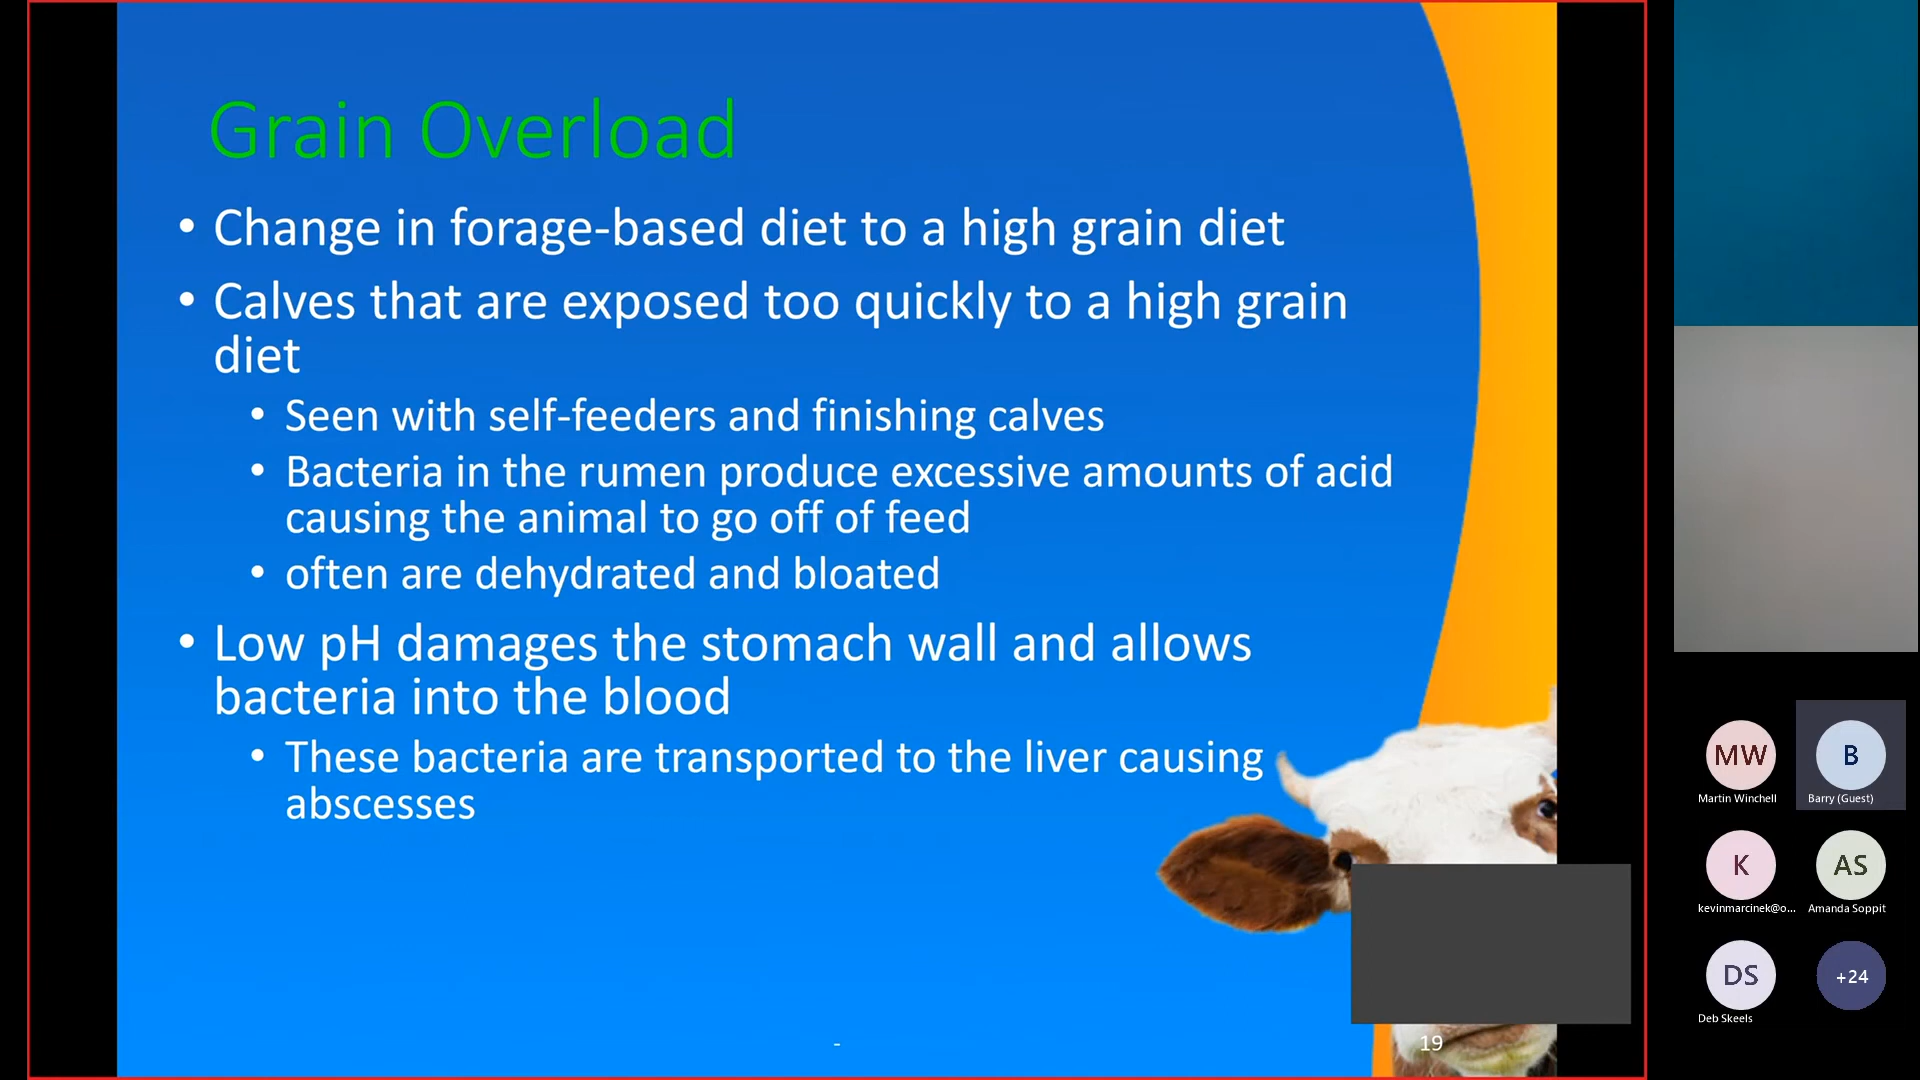 Grain Overload
• Change in forage-based diet to a high grain diet
• Calves that are exposed too quickly to a high grain
diet
• Seen with self-feeders and finishing calves
• Bacteria in the rumen produce excessive amounts of acid
causing the animal to go off of feed
• often are dehydrated and bloated
• Low pH damages the stomach wall and allows
bacteria into the blood
• These bacteria are transported to the liver causing
abscesses
-
19
MW
Martin Winchell
B
Barry (Guest)
K
kevinmarcinek@o...
AS
Amanda Soppit
DS
Deb Skeels
+24